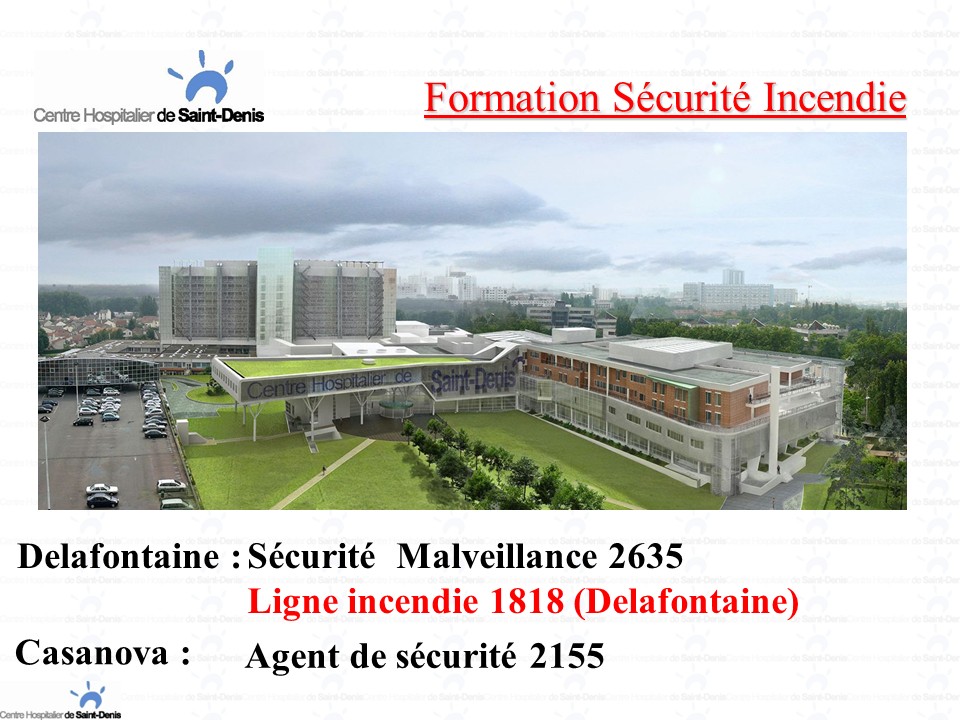 Centre Hospitalier de Saint-Denis
Formation Sécurité Incendie
Centre Hospitalier de Saint-Denis
Delafontaine : Sécurité Malveillance 2635
Ligne incendie 1818 (Delafontaine)
Casanova : Agent de sécurité 2155
Centre Hospitalier de Saint-Denis